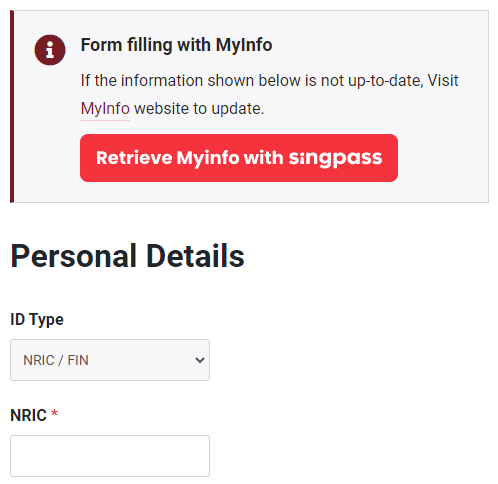 Form filling with MyInfo
If the information shown below is not up-to-date, Visit
MyInfo website to update.
Retrieve Myinfo with singpass
Personal Details
ID Type
NRIC / FIN
NRIC *